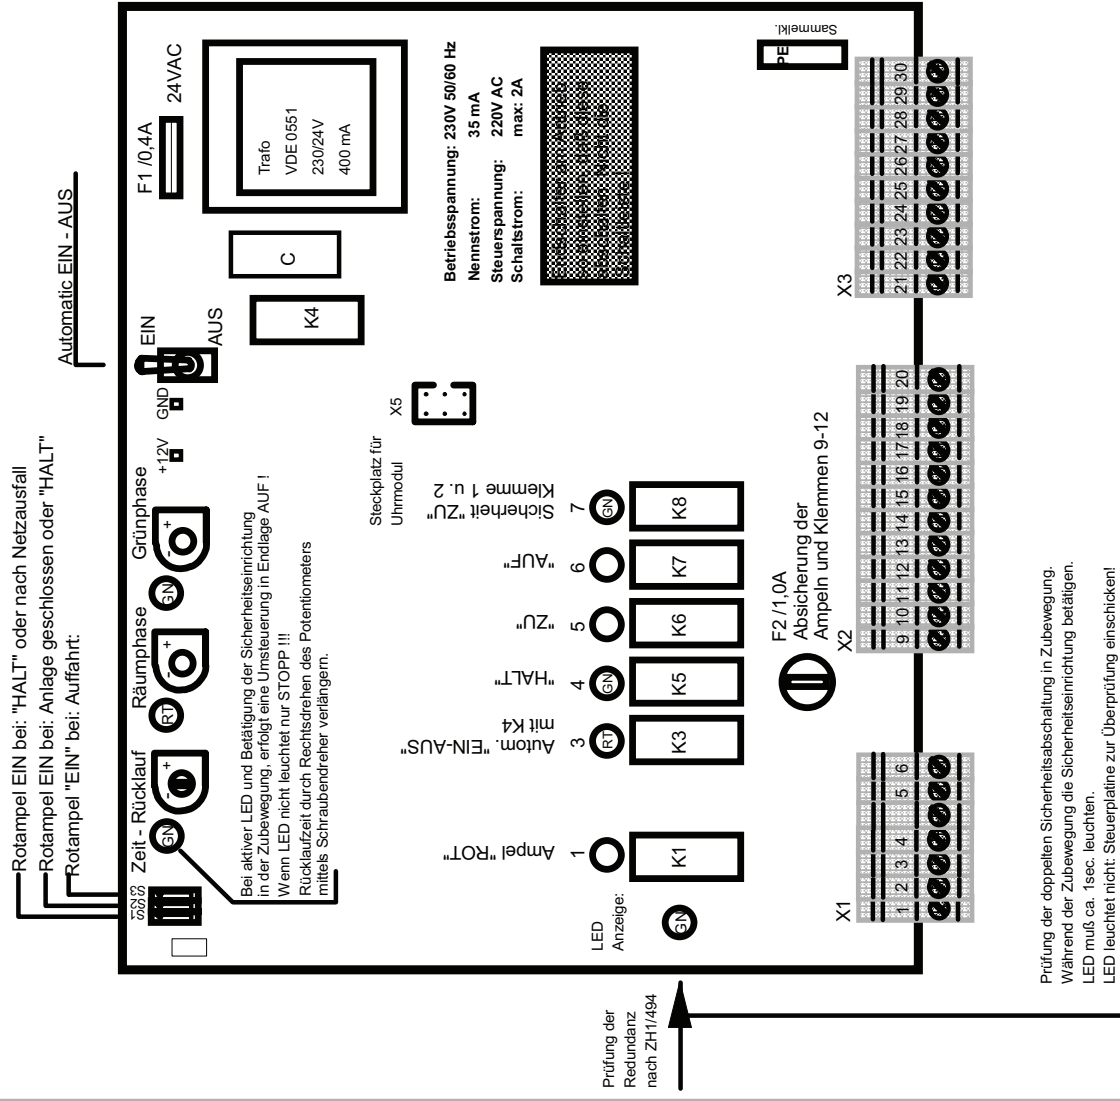 Rotampel EIN bei: "HALT" oder nach Netzausfall
Rotampel EIN bei: Anlage geschlossen oder "HALT"
Rotampel "EIN" bei: Auffahrt:
Automatic EIN - AUS
S1
S2
S3
Zeit - Rücklauf
GN
- +
Räumphase
RT
- +
Grünphase
GN
- +
+12V
GND
EIN
AUS
F1 /0,4A
24VAC
Trafo
VDE 0551
230/24V
400 mA
C
K4
Bei aktiver LED und Betätigung der Sicherheitseinrichtung
in der Zubewegung, erfolgt eine Umsteuerung in Endlage AUF !
Wenn LED nicht leuchtet nur STOPP !!!
Rücklaufzeit durch Rechtsdrehen des Potentiometers
mittels Schraubendreher verlängern.
Steckplatz für
Uhrmodul
X5
Betriebsspannung: 230V 50/60 Hz
Nennstrom: 35 mA
Steuerspannung: 220V AC
Schaltstrom: max: 2A
LED
Anzeige:
GN
Ampel "ROT"
1
K1
Autom. "EIN-AUS"
mit K4
3
RT
K3
"HALT"
4
GN
K5
"ZU"
5
K6
"AUF"
6
K7
Sicherheit "ZU"
Klemme 1 u. 2
7
GN
K8
F2 /1,0A
Absicherung der
Ampeln und Klemmen 9-12
PE
Sammelkl.
X1
1 2 3 4 5 6
X2
9 10 11 12 13 14 15 16 17 18 19 20
X3
21 22 23 24 25 26 27 28 29 30
Prüfung der
Redundanz
nach ZH1/494
Prüfung der doppelten Sicherheitsabschaltung in Zubewegung.
Während der Zubewegung die Sicherheitseinrichtung betätigen.
LED muß ca. 1sec. leuchten.
LED leuchtet nicht: Steuerplatine zur Überprüfung einschicken!